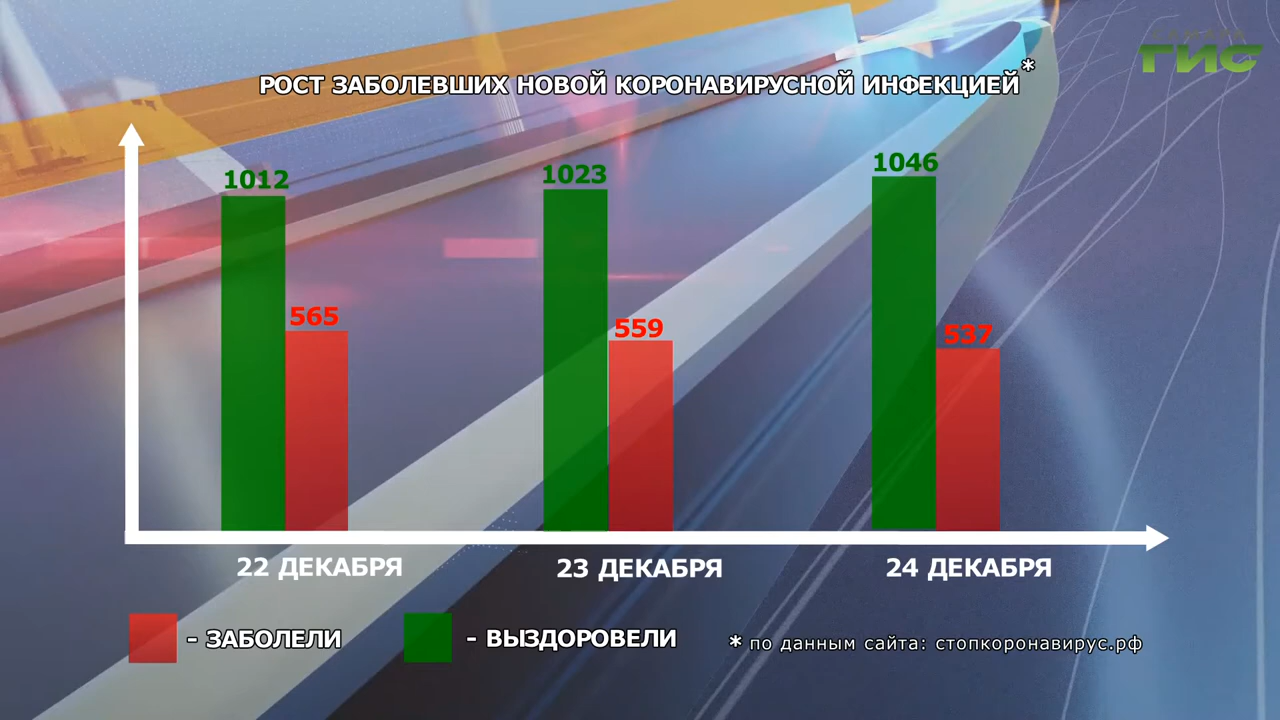 САМАРА
ГИС
РОСТ ЗАБОЛЕВШИХ НОВОЙ КОРОНАВИРУСНОЙ ИНФЕКЦИЕЙ*
1012
565
1023
559
1046
537
22 ДЕКАБРЯ
23 ДЕКАБРЯ
24 ДЕКАБРЯ
- ЗАБОЛЕЛИ
- ВЫЗДОРОВЕЛИ
* по данным сайта: стопкоронавирус.рф